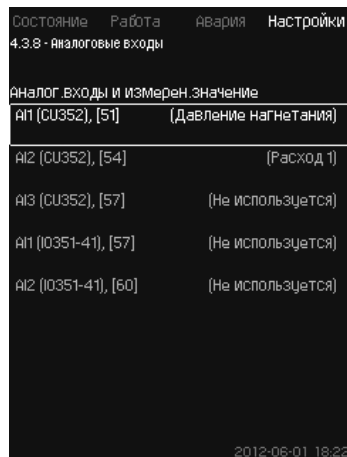 Состояние Работа Авария Настройки
4.3.8 - Аналоговые входы
Аналог.входы и измерен.значение
AI1 (CU352), [51] (Давление нагнетания)
AI2 (CU352), [54] (Расход 1)
AI3 (CU352), [57] (Не используется)
AI1 (IO351-41), [57] (Не используется)
AI2 (IO351-41), [60] (Не используется)
2012-06-01 18:22